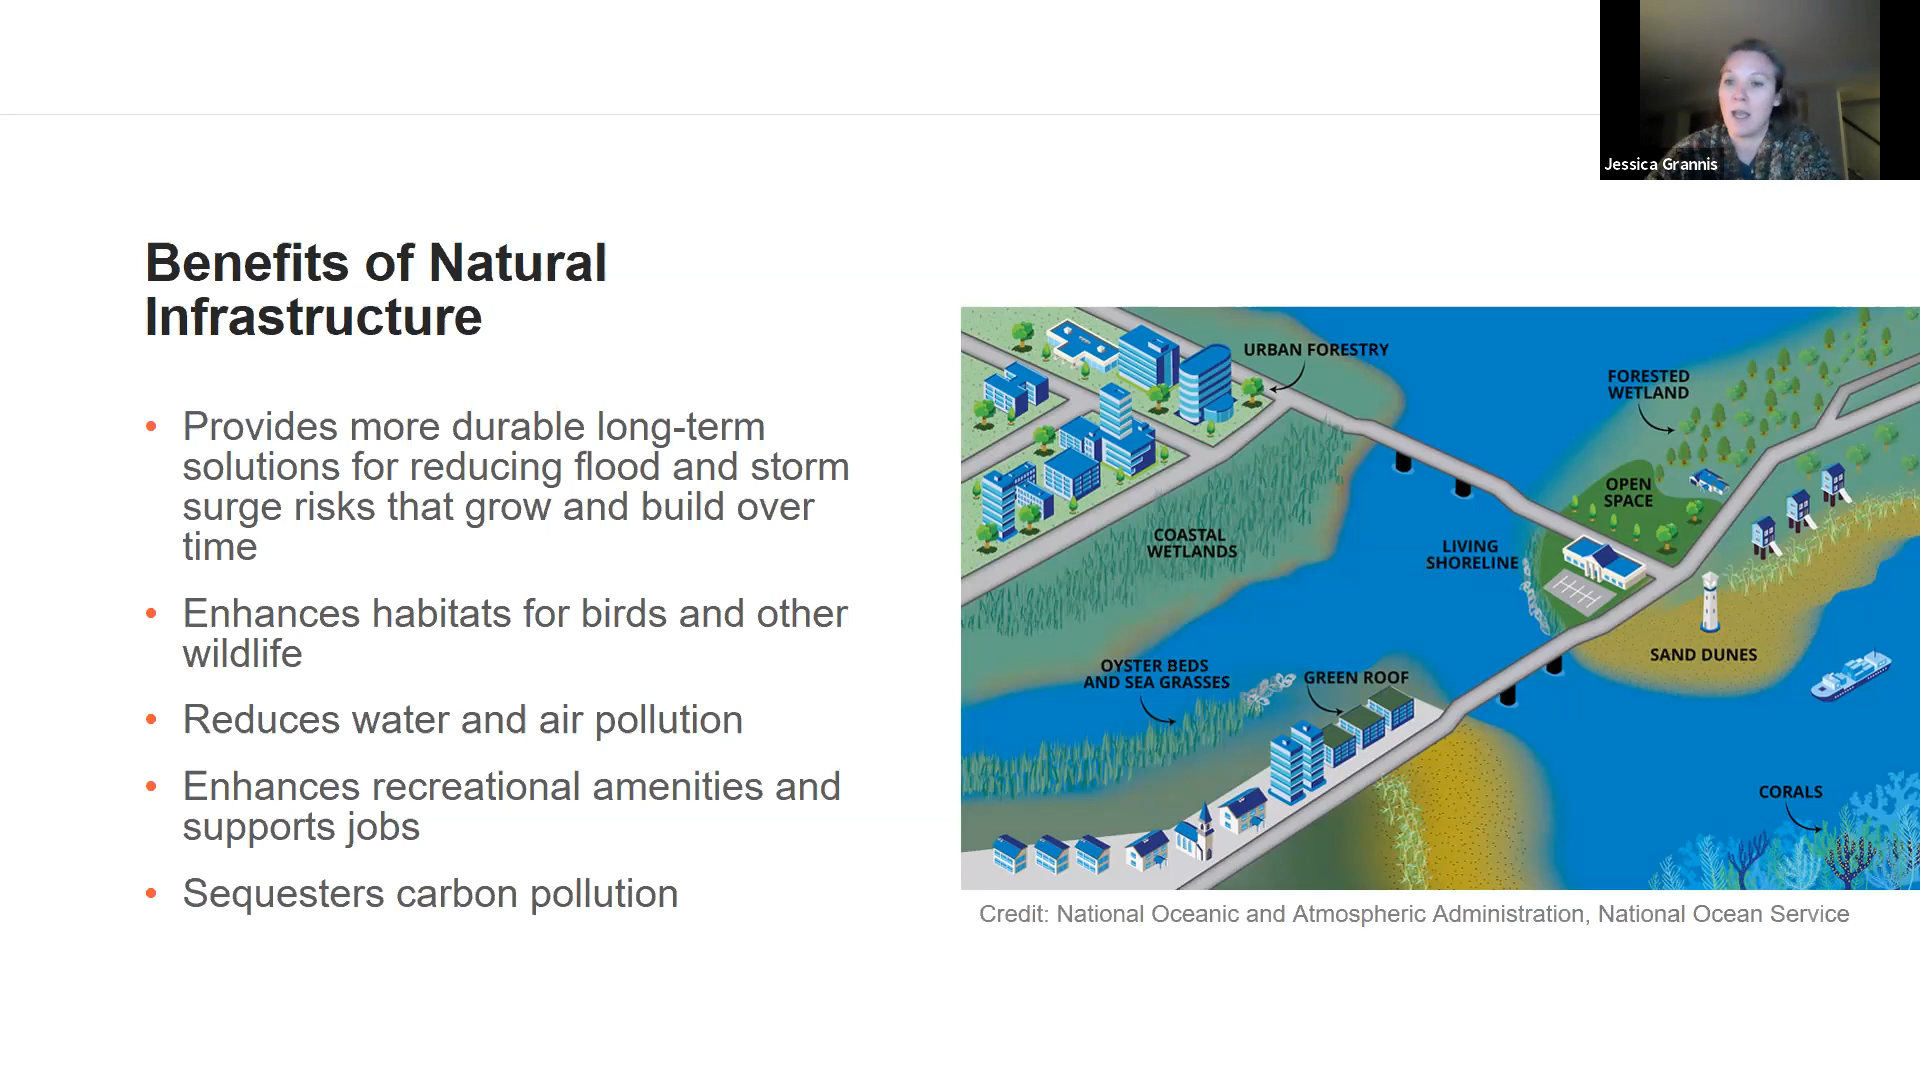 Jessica Grannis
Benefits of Natural
Infrastructure
• Provides more durable long-term
solutions for reducing flood and storm
surge risks that grow and build over
time
• Enhances habitats for birds and other
wildlife
• Reduces water and air pollution
• Enhances recreational amenities and
supports jobs
• Sequesters carbon pollution
URBAN FORESTRY
FORESTED
WETLAND
OPEN
SPACE
COASTAL
WETLANDS
LIVING
SHORELINE
SAND DUNES
OYSTER BEDS
AND SEA GRASSES
GREEN ROOF
CORALS
Credit: National Oceanic and Atmospheric Administration, National Ocean Service